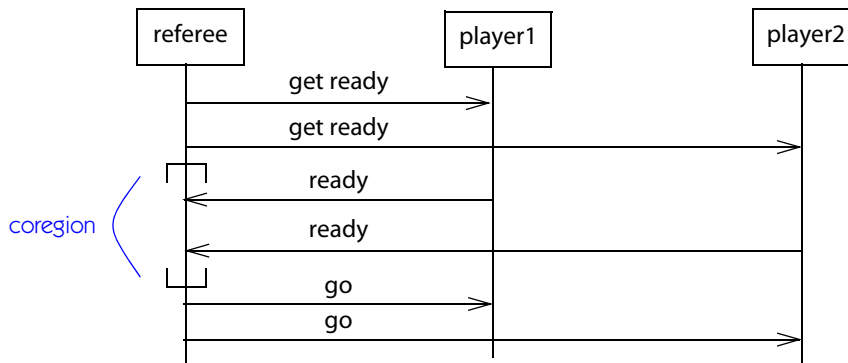 referee
player1
player2
get ready
get ready
ready
coregion
ready
go
go